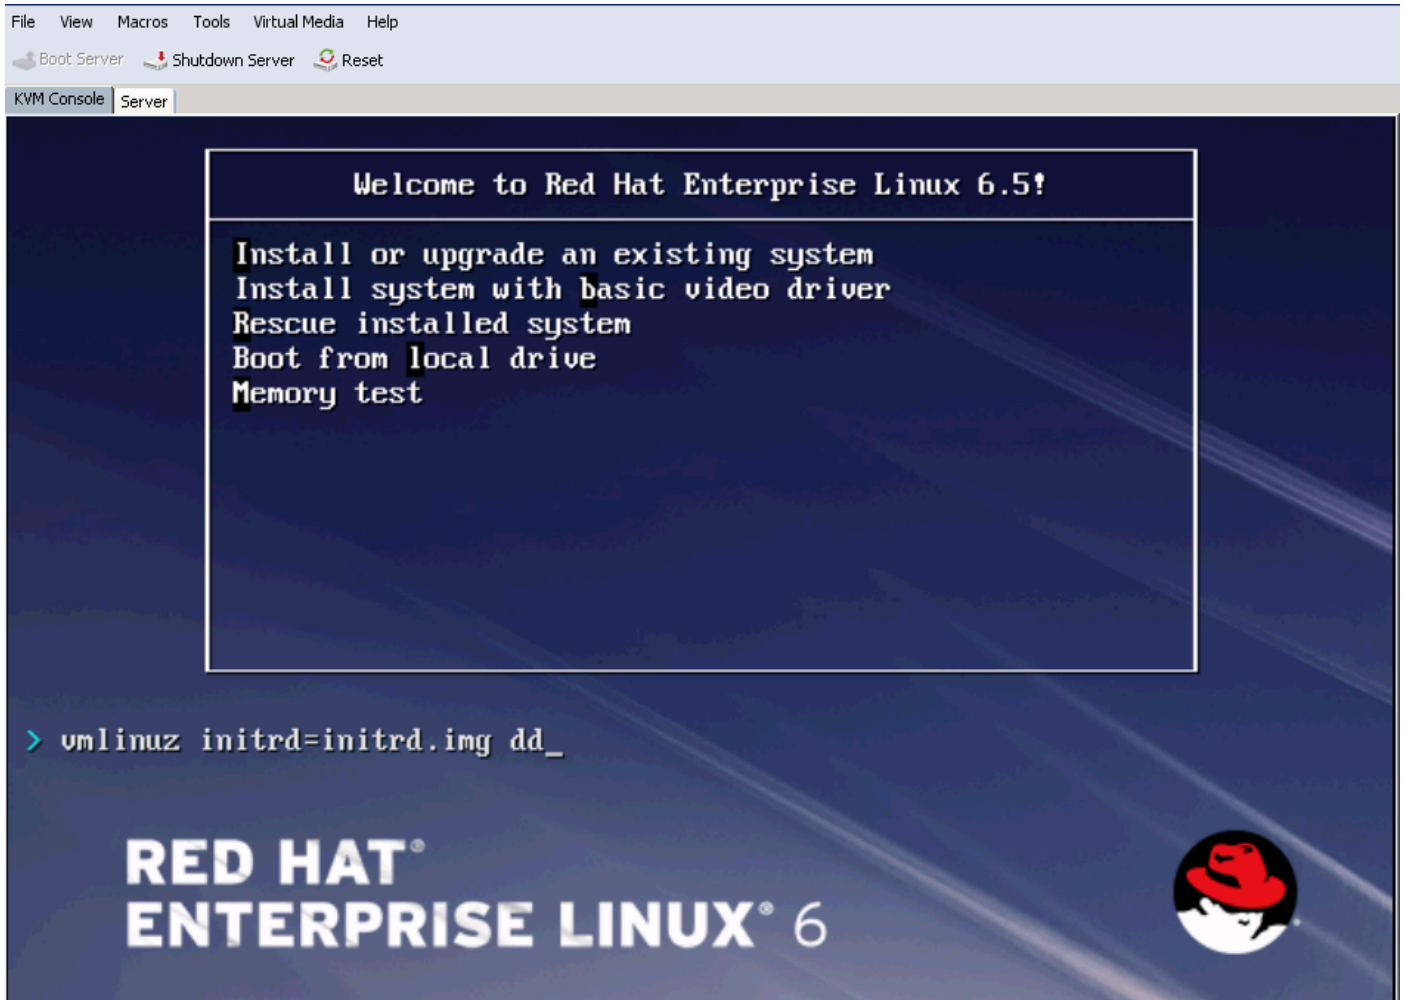 File View Macros Tools Virtual Media Help
Boot Server Shutdown Server Reset
KVM Console Server
Welcome to Red Hat Enterprise Linux 6.5!
Install or upgrade an existing system
Install system with basic video driver
Rescue installed system
Boot from local drive
Memory test
> vmlinuz initrd=initrd.img dd_
RED HAT®
ENTERPRISE LINUX® 6